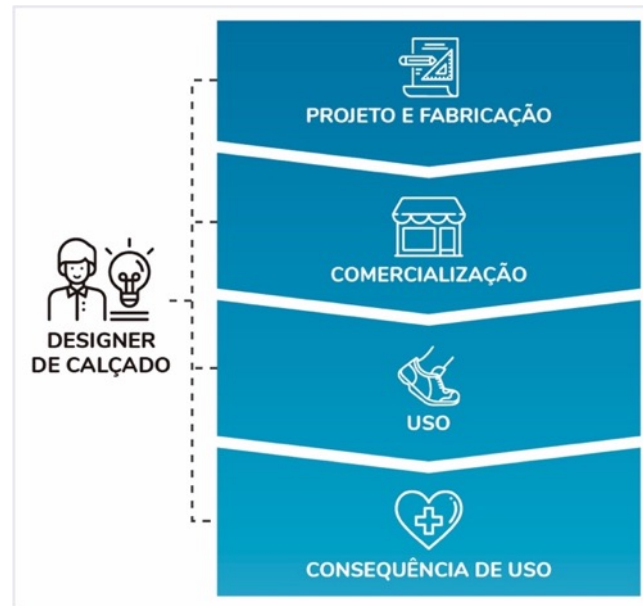 PROJETO E FABRICAÇÃO
COMERCIALIZAÇÃO
DESIGNER
DE CALÇADO
USO
CONSEQUÊNCIA DE USO